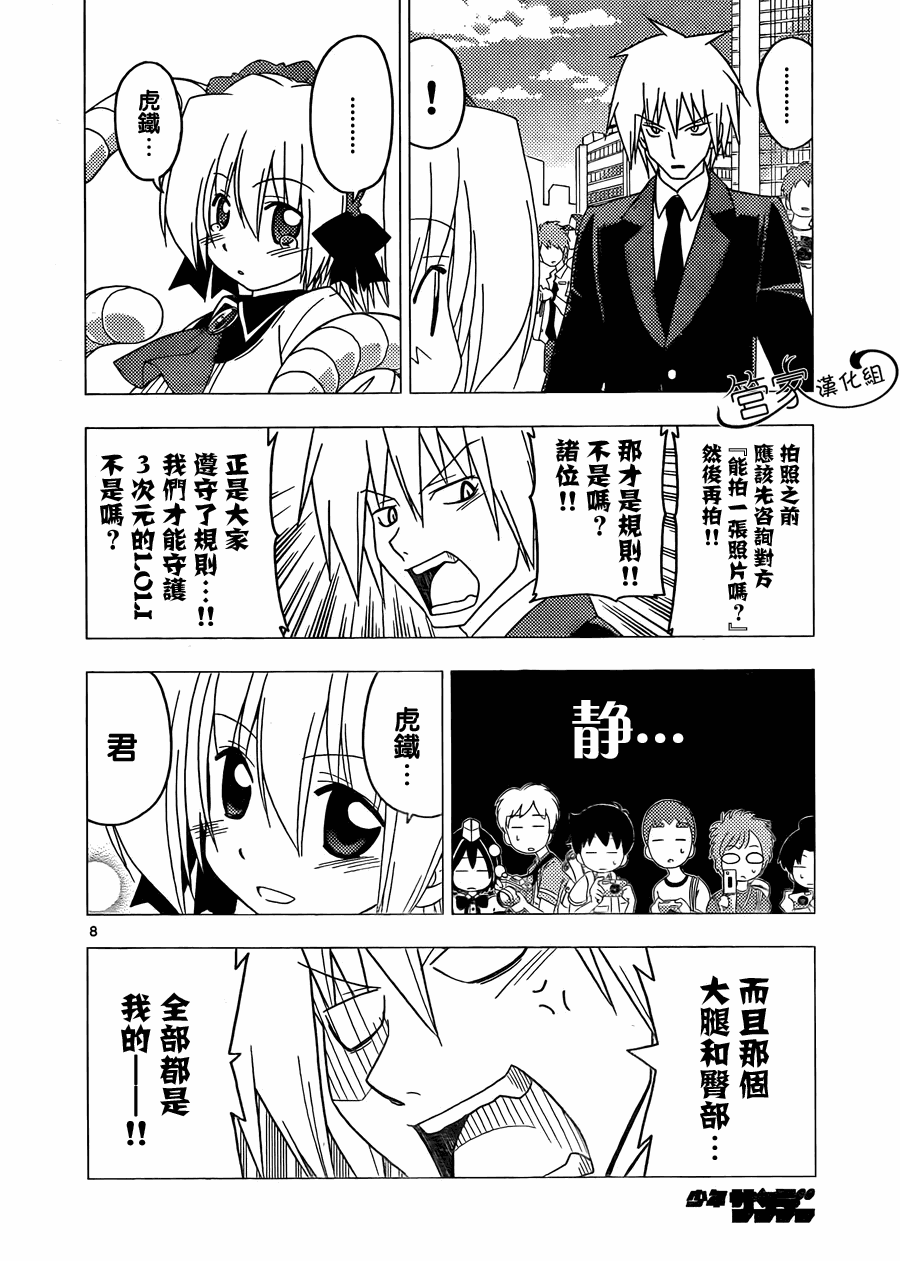 ………
！
………
虎鐵…
管家漢化組
拍照之前
應該先咨詢對方
『能拍一張照片嗎？』
然後再拍!!
那才是規則!!
不是嗎？
諸位!!
正是大家
遵守了規則…!!
我們才能守護
3次元的LOLI
不是嗎？
静…
虎鐵…
君
8
而且那個
大腿和臀部…
全部都是
我的——!!
少年サンデー